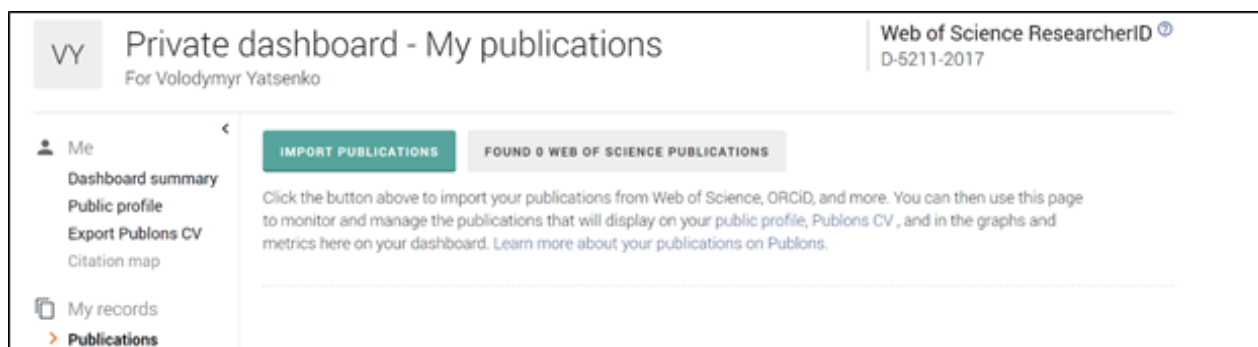 VY
Private dashboard - My publications
For Volodymyr Yatsenko
Web of Science ResearcherID ?
D-5211-2017
<
Me
Dashboard summary
Public profile
Export Publons CV
Citation map
My records
> Publications
IMPORT PUBLICATIONS
FOUND 0 WEB OF SCIENCE PUBLICATIONS
Click the button above to import your publications from Web of Science, ORCiD, and more. You can then use this page
to monitor and manage the publications that will display on your public profile, Publons CV , and in the graphs and
metrics here on your dashboard. Learn more about your publications on Publons.